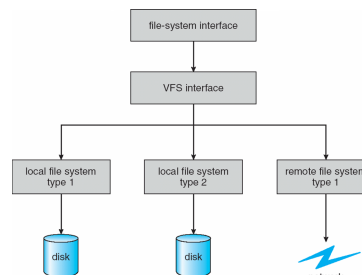 file-system interface
VFS interface
local file system
type 1
local file system
type 2
remote file system
type 1
disk
disk